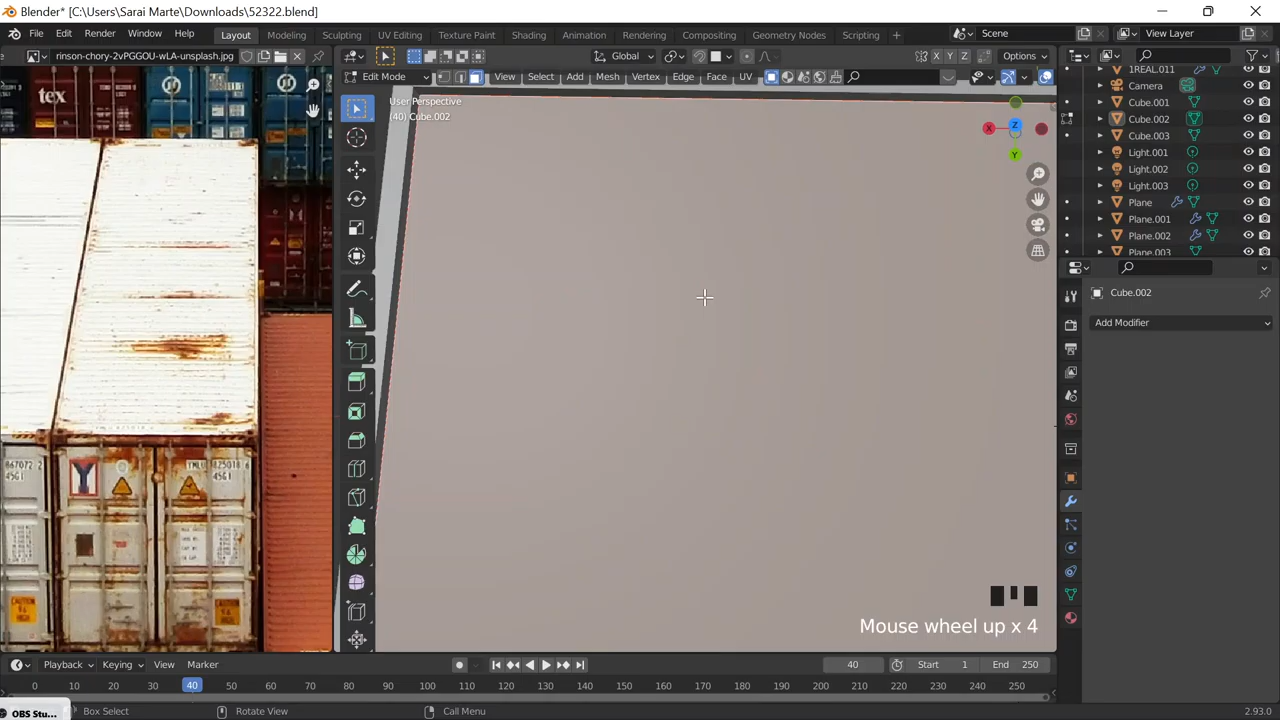 Blender* [C:\Users\Sarai Marte\Downloads\52322.blend]
File Edit Render Window Help
Layout Modeling Sculpting UV Editing Texture Paint Shading Animation Rendering Compositing Geometry Nodes Scripting
Scene
View Layer
rinson-chory-2vPGGOU-wLA-unsplash.jpg
Global
X Y Z
Options
Edit Mode
View Select Add Mesh Vertex Edge Face UV
User Perspective
(40) Cube.002
X
Y
Z
tex
Y
45G1
45G1
1REAL.011
Camera
Cube.001
Cube.002
Cube.003
Light.001
Light.002
Light.003
Plane
Plane.001
Plane.002
Plane.003
Cube.002
Add Modifier
Mouse wheel up x 4
Playback Keying View Marker
40
Start 1
End 250
0 10 20 30 40 50 60 70 80 90 100 110 120 130 140 150 160 170 180 190 200 210 220 230 240 250
OBS Stu...
Box Select
Rotate View
Call Menu
2.93.0